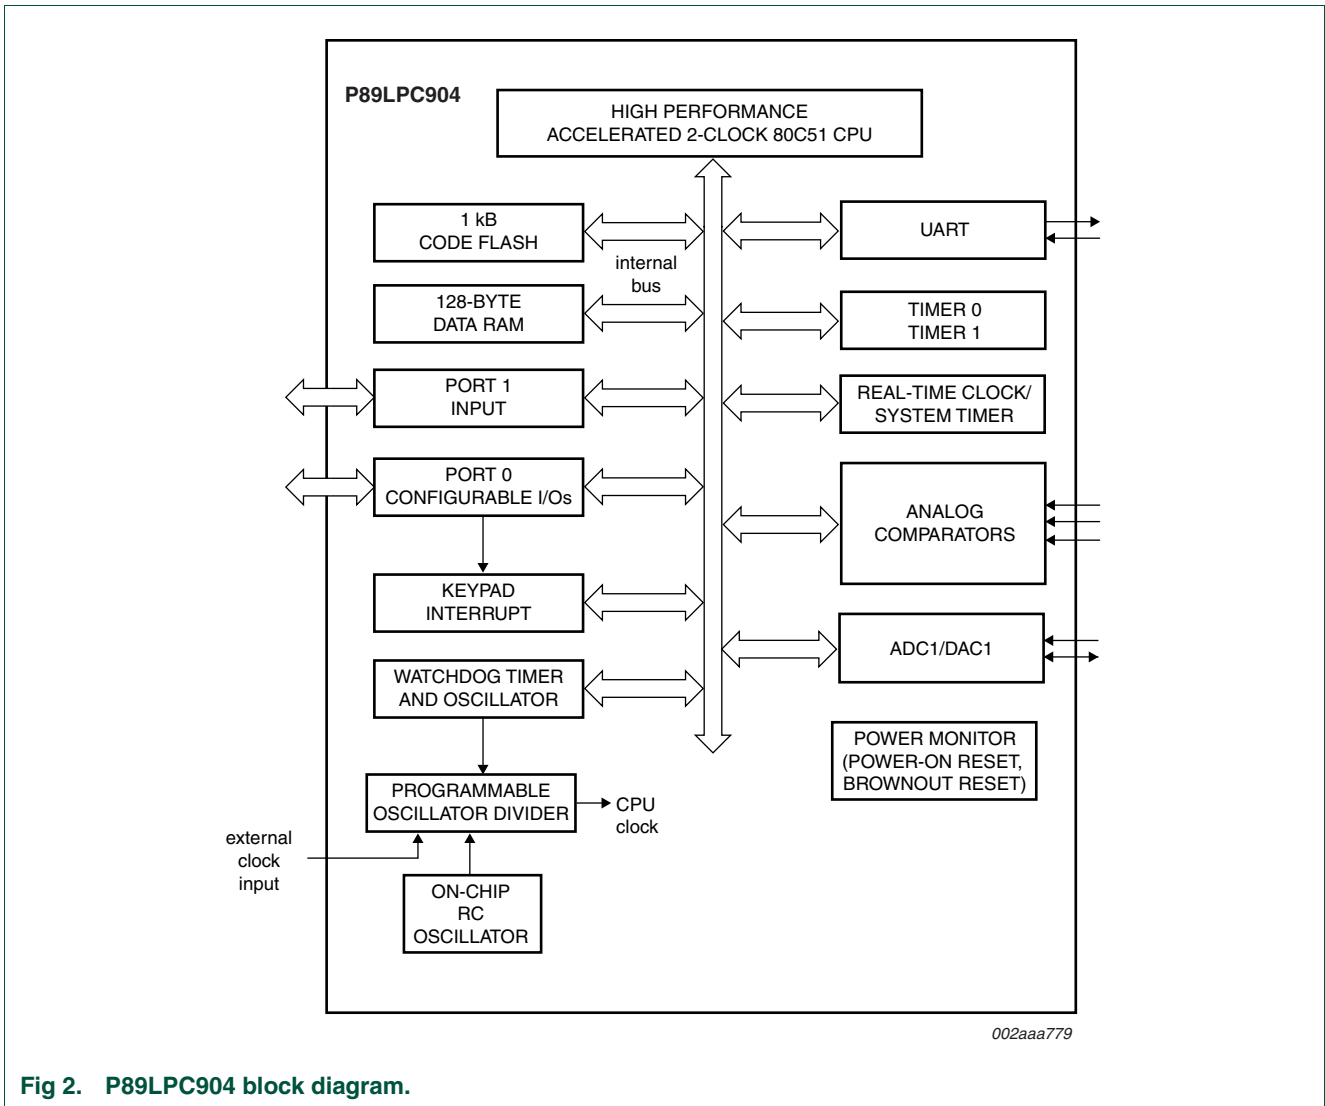 P89LPC904
HIGH PERFORMANCE
ACCELERATED 2-CLOCK 80C51 CPU
1 kB
CODE FLASH
UART
internal
bus
128-BYTE
DATA RAM
TIMER 0
TIMER 1
PORT 1
INPUT
REAL-TIME CLOCK/
SYSTEM TIMER
PORT 0
CONFIGURABLE I/Os
ANALOG
COMPARATORS
KEYPAD
INTERRUPT
ADC1/DAC1
WATCHDOG TIMER
AND OSCILLATOR
POWER MONITOR
(POWER-ON RESET,
BROWNOUT RESET)
PROGRAMMABLE
OSCILLATOR DIVIDER
CPU
clock
external
clock
input
ON-CHIP
RC
OSCILLATOR
002aaa779
Fig 2. P89LPC904 block diagram.